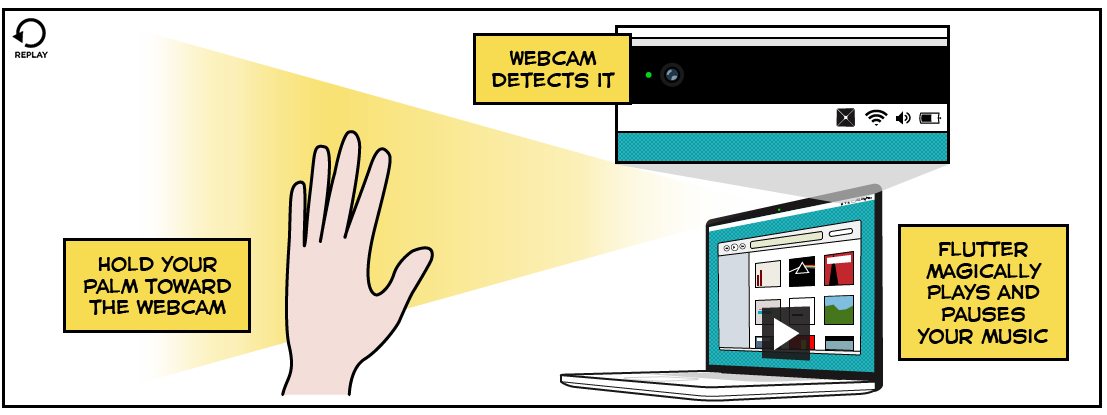 REPLAY
WEBCAM
DETECTS IT
HOLD YOUR
PALM TOWARD
THE WEBCAM
FLUTTER
MAGICALLY
PLAYS AND
PAUSES
YOUR MUSIC